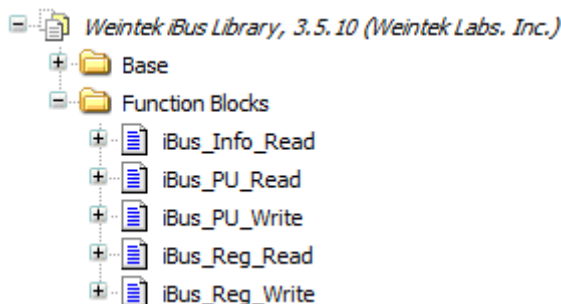 Weintek iBus Library, 3.5.10 (Weintek Labs. Inc.)
Base
Function Blocks
iBus_Info_Read
iBus_PU_Read
iBus_PU_Write
iBus_Reg_Read
iBus_Reg_Write